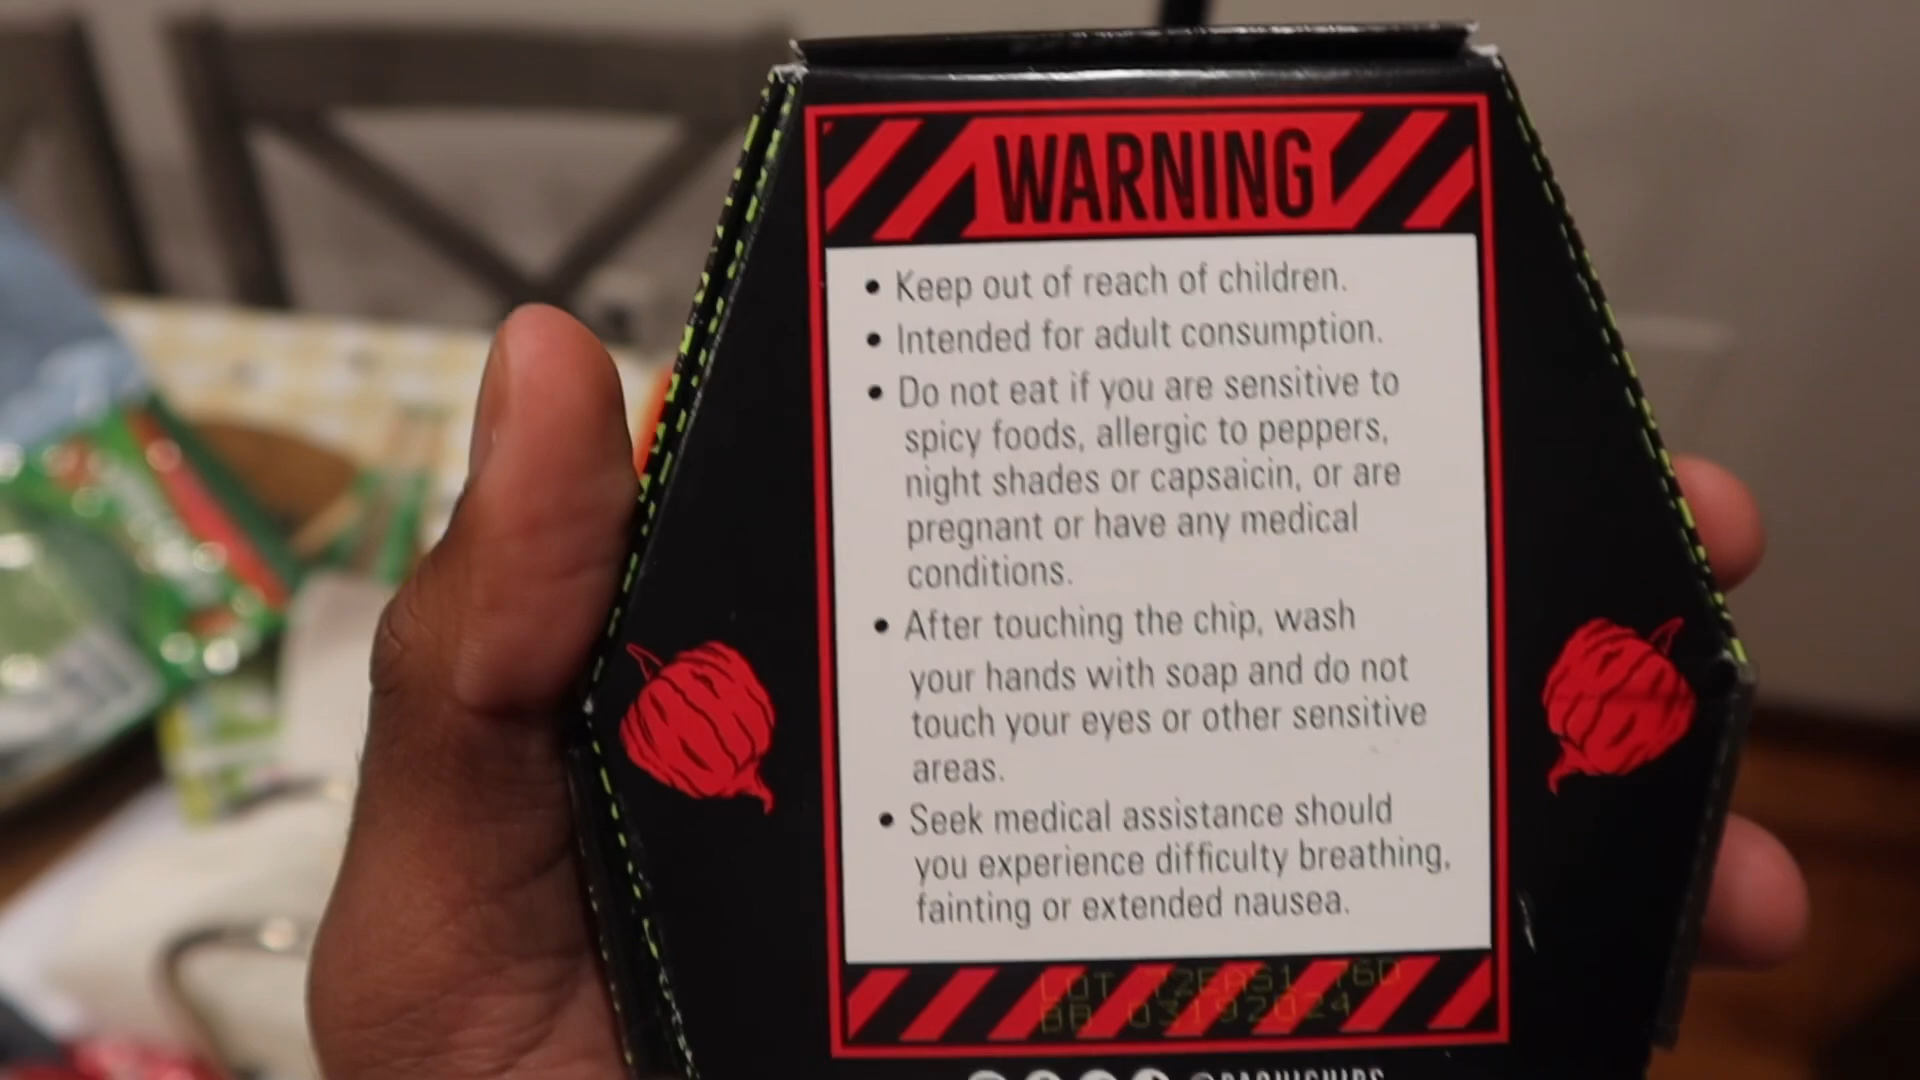 WARNING
• Keep out of reach of children.
• Intended for adult consumption.
• Do not eat if you are sensitive to
spicy foods, allergic to peppers,
night shades or capsaicin, or are
pregnant or have any medical
conditions.
• After touching the chip, wash
your hands with soap and do not
touch your eyes or other sensitive
areas.
• Seek medical assistance should
you experience difficulty breathing,
fainting or extended nausea.
LOT
BB 03192024